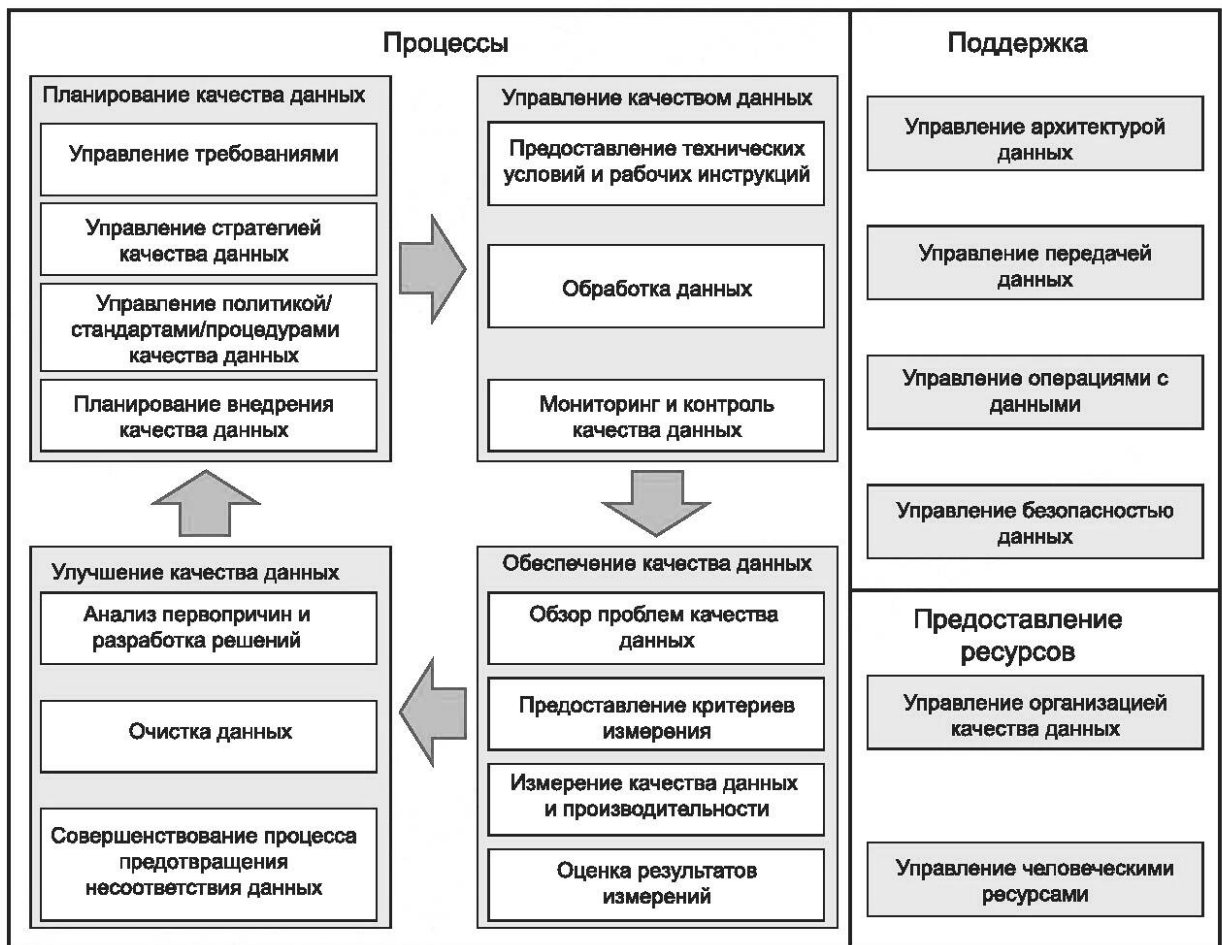 Процессы
Планирование качества данных
Управление требованиями
Управление стратегией
качества данных
Управление политикой/
стандартами/процедурами
качества данных
Планирование внедрения
качества данных
Управление качеством данных
Предоставление технических
условий и рабочих инструкций
Обработка данных
Мониторинг и контроль
качества данных
Улучшение качества данных
Анализ первопричин и
разработка решений
Очистка данных
Совершенствование процесса
предотвращения
несоответствия данных
Обеспечение качества данных
Обзор проблем качества
данных
Предоставление критериев
измерения
Измерение качества данных
и производительности
Оценка результатов
измерений
Поддержка
Управление архитектурой
данных
Управление передачей
данных
Управление операциями с
данными
Управление безопасностью
данных
Предоставление
ресурсов
Управление организацией
качества данных
Управление человеческими
ресурсами